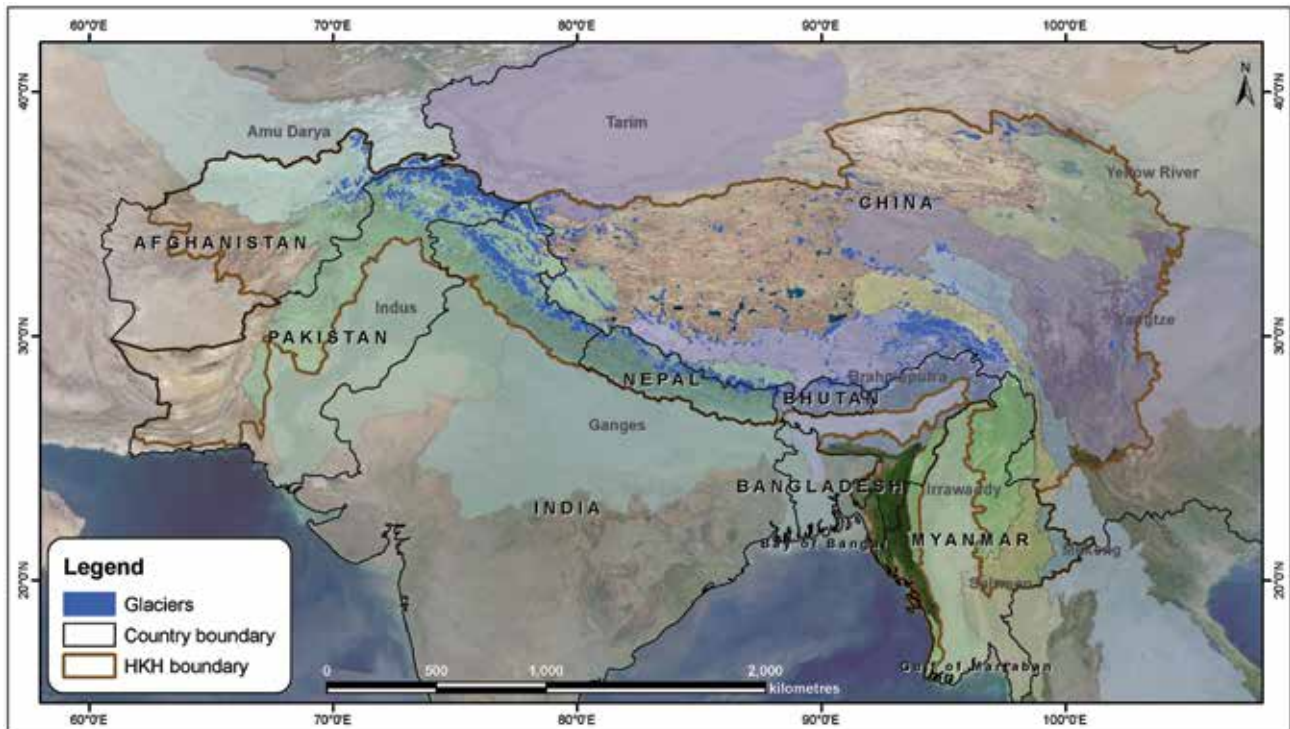 60°0'E 70°0'E 80°0'E 90°0'E 100°0'E
N
40°0'N 40°0'N
Tarim
Amu Darya
Yellow River
CHINA
AFGHANISTAN
Indus
PAKISTAN
30°0'N 30°0'N
Yangtze
NEPAL
Brahmaputra
BHUTAN
Ganges
BANGLADESH
Irrawaddy
INDIA
MYANMAR
Bay of Bangal
Mekong
Salween
20°0'N 20°0'N
Legend
Glaciers
Country boundary
HKH boundary
0 500 1,000 2,000
kilometres
Gulf of Martaban
60°0'E 70°0'E 80°0'E 90°0'E 100°0'E